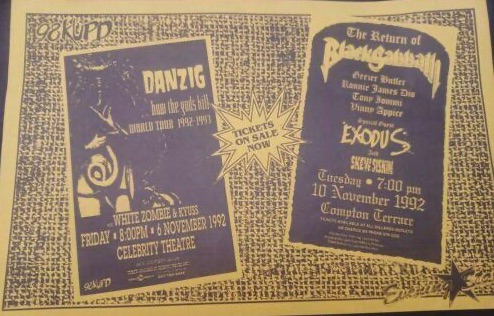 98KUPD
DANZIG
how the gods kill
WORLD TOUR 1992-1993
WHITE ZOMBIE & KYUSS
FRIDAY • 8:00PM • 6 NOVEMBER 1992
CELEBRITY THEATRE
98KUPD
TICKETS
ON SALE
NOW
The Return of
Black Sabbath
Geezer Butler
Ronnie James Dio
Tony Iommi
Vinny Appice
Special Guests
EXODUS
And
SKEW SISKIN
Tuesday • 7:00 pm
10 November 1992
Compton Terrace